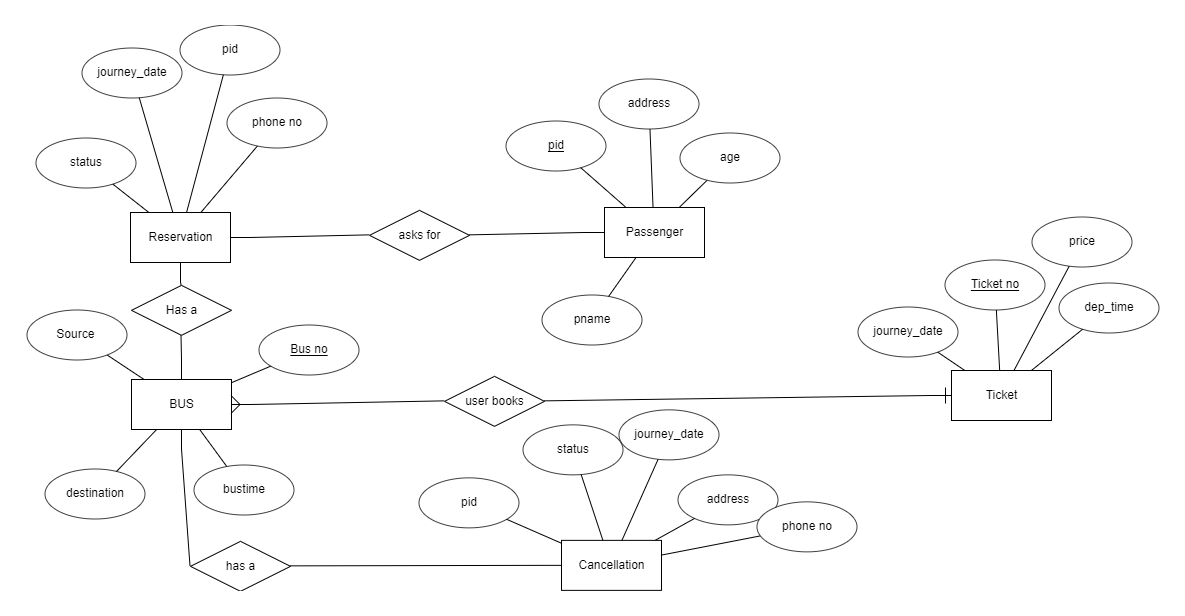 pid
journey_date
phone no
status
Reservation
asks for
address
pid
age
Passenger
pname
Has a
Source
Bus no
BUS
destination
bustime
user books
price
Ticket no
dep_time
journey_date
Ticket
status
journey_date
pid
address
phone no
has a
Cancellation